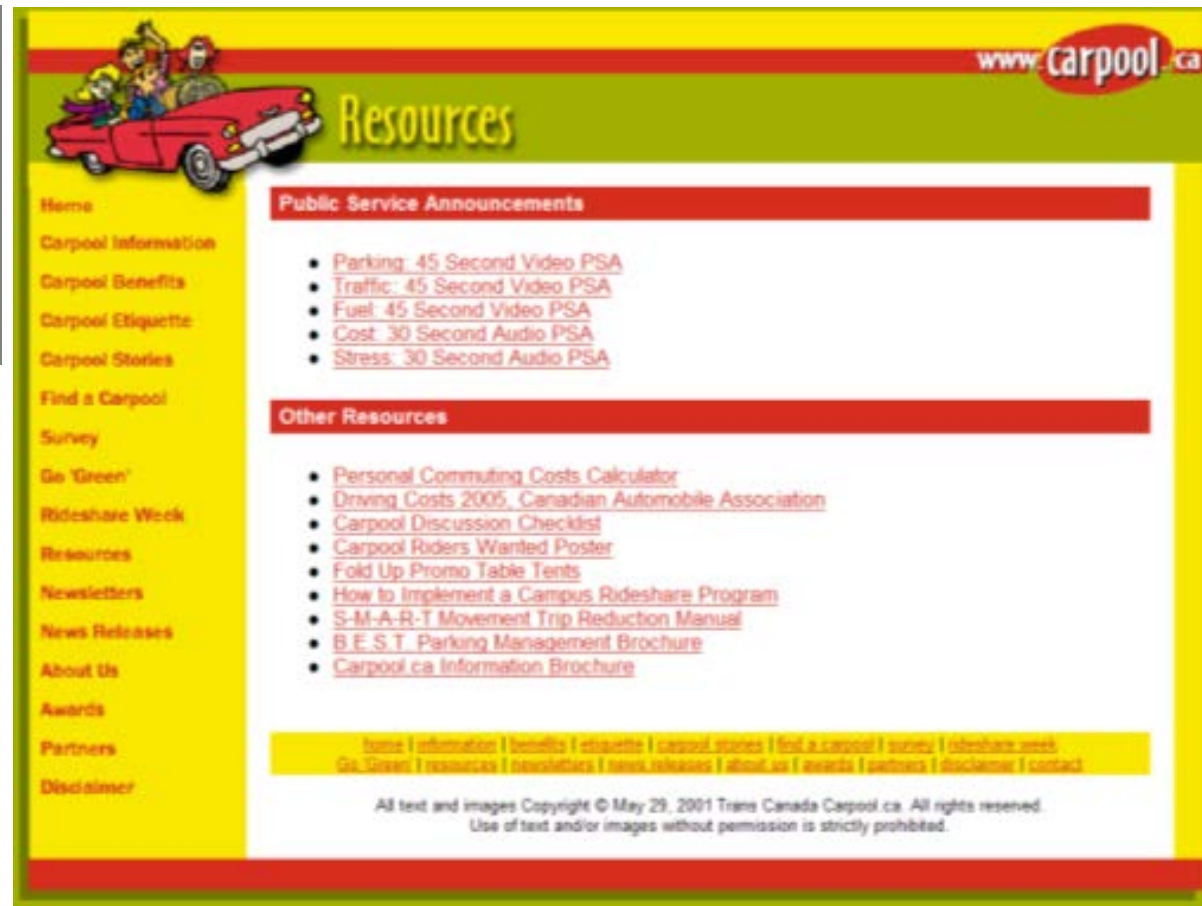 www.carpool.ca
Resources
Home
Carpool Information
Carpool Benefits
Carpool Etiquette
Carpool Stories
Find a Carpool
Survey
Go 'Green'
Rideshare Week
Resources
Newsletters
News Releases
About Us
Awards
Partners
Disclaimer
Public Service Announcements
Parking: 45 Second Video PSA
Traffic: 45 Second Video PSA
Fuel: 45 Second Video PSA
Cost: 30 Second Audio PSA
Stress: 30 Second Audio PSA
Other Resources
Personal Commuting Costs Calculator
Driving Costs 2005, Canadian Automobile Association
Carpool Discussion Checklist
Carpool Riders Wanted Poster
Fold Up Promo Table Tents
How to Implement a Campus Rideshare Program
S-M-A-R-T Movement Trip Reduction Manual
B.E.S.T. Parking Management Brochure
Carpool.ca Information Brochure
home | information | benefits | etiquette | carpool stories | find a carpool | survey | rideshare week
Go 'Green' | resources | newsletters | news releases | about us | awards | partners | disclaimer | contact
All text and images Copyright © May 29, 2001 Trans Canada Carpool.ca. All rights reserved.
Use of text and/or images without permission is strictly prohibited.